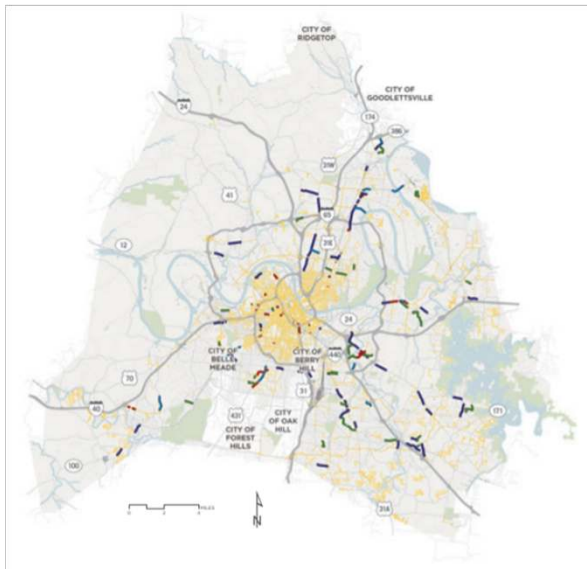 CITY OF
RIDGETOP
CITY OF
GOODLETTSVILLE
24
174
386
31W
41
65
12
31E
24
CITY OF
BELLE
MEADE
CITY OF
BERRY
HILL
440
70
40
31
171
431
CITY OF
OAK
HILL
CITY OF
FOREST
HILLS
100
31A
MILES
N